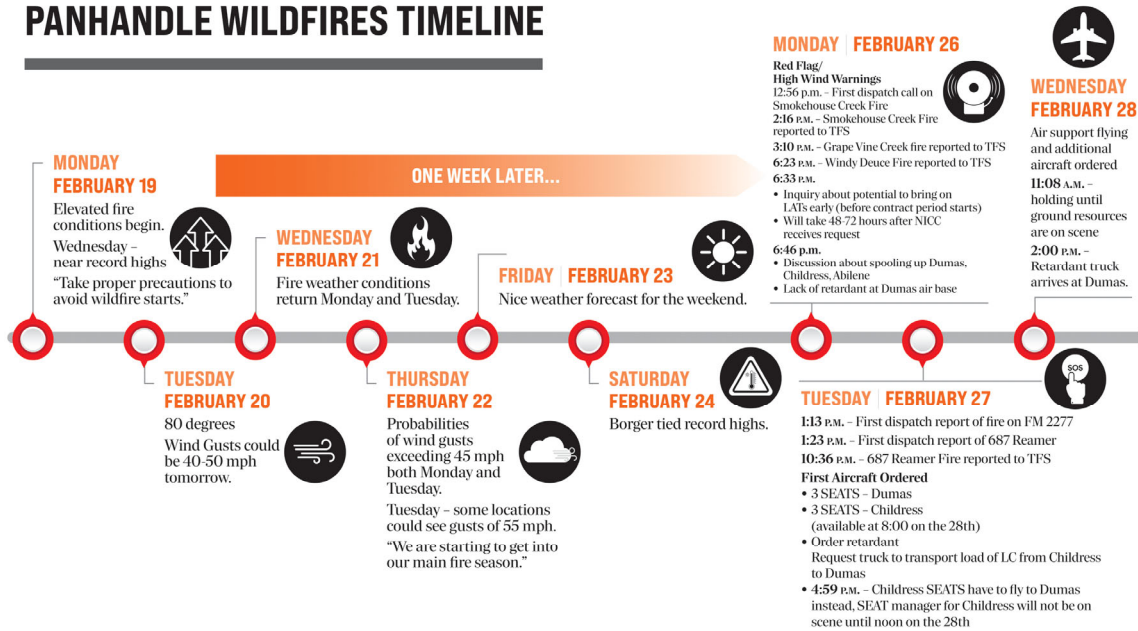 PANHANDLE WILDFIRES TIMELINE
MONDAY
FEBRUARY 19
Elevated fire
conditions begin.
Wednesday –
near record highs
“Take proper precautions to
avoid wildfire starts.”
ONE WEEK LATER...
TUESDAY
FEBRUARY 20
80 degrees
Wind Gusts could
be 40-50 mph
tomorrow.
WEDNESDAY
FEBRUARY 21
Fire weather conditions
return Monday and Tuesday.
THURSDAY
FEBRUARY 22
Probabilities
of wind gusts
exceeding 45 mph
both Monday and
Tuesday.
Tuesday – some locations
could see gusts of 55 mph.
“We are starting to get into
our main fire season.”
FRIDAY | FEBRUARY 23
Nice weather forecast for the weekend.
SATURDAY
FEBRUARY 24
Borger tied record highs.
MONDAY | FEBRUARY 26
Red Flag/
High Wind Warnings
12:56 p.m. – First dispatch call on
Smokehouse Creek Fire
2:16 P.M. – Smokehouse Creek Fire
reported to TFS
3:10 P.M. – Grape Vine Creek fire reported to TFS
6:23 P.M. – Windy Deuce Fire reported to TFS
6:33 P.M.
• Inquiry about potential to bring on
LATs early (before contract period starts)
• Will take 48-72 hours after NICC
receives request
6:46 p.m.
• Discussion about spooling up Dumas,
Childress, Abilene
• Lack of retardant at Dumas air base
TUESDAY | FEBRUARY 27
SOS
1:13 P.M. – First dispatch report of fire on FM 2277
1:23 P.M. – First dispatch report of 687 Reamer
10:36 P.M. – 687 Reamer Fire reported to TFS
First Aircraft Ordered
• 3 SEATS – Dumas
• 3 SEATS – Childress
(available at 8:00 on the 28th)
• Order retardant
Request truck to transport load of LC from Childress
to Dumas
• 4:59 P.M. – Childress SEATS have to fly to Dumas
instead, SEAT manager for Childress will not be on
scene until noon on the 28th
WEDNESDAY
FEBRUARY 28
Air support flying
and additional
aircraft ordered
11:08 A.M. –
holding until
ground resources
are on scene
2:00 P.M. –
Retardant truck
arrives at Dumas.